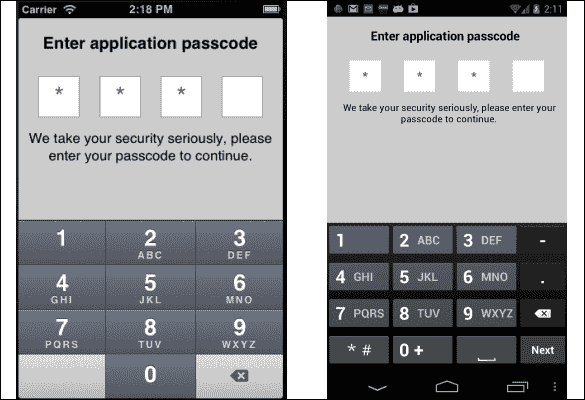 Carrier 2:18 PM
Enter application passcode
* * *
We take your security seriously, please
enter your passcode to continue.
1 2 ABC 3 DEF
4 GHI 5 JKL 6 MNO
7 PQRS 8 TUV 9 WXYZ
0
2:11
Enter application passcode
* * *
We take your security seriously, please enter your
passcode to continue.
1 2 ABC 3 DEF -
4 GHI 5 JKL 6 MNO .
7 PQRS 8 TUV 9 WXYZ
* # 0 + Next